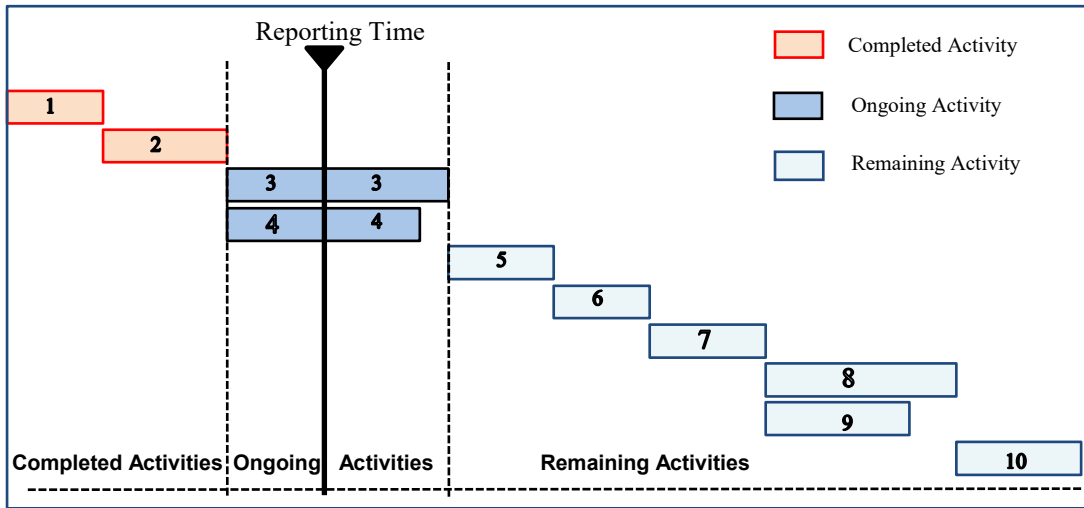 Reporting Time
Completed Activity
1
Ongoing Activity
2
Remaining Activity
3 3
4 4
5
6
7
8
9
Completed Activities Ongoing Activities Remaining Activities
10